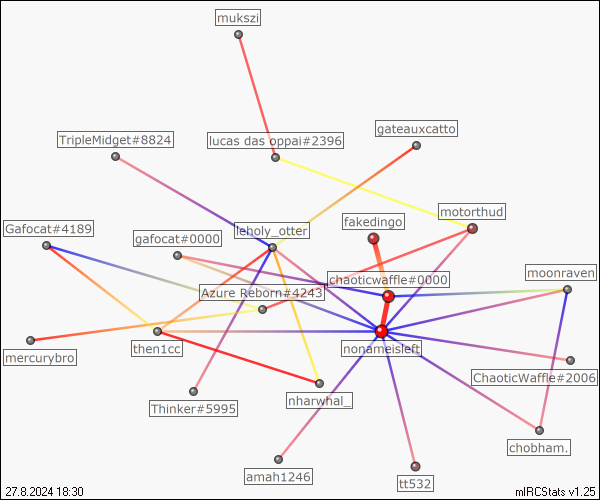 mukszi
gateauxcatto
TripleMidget#8824
lucas das oppai#2396
motorthud
fakedingo
Gafocat#4189
leholy_otter
gafocat#0000
moonraven
chaoticwaffle#0000
Azure Reborn#4243
mercurybro
then1cc
nonameisleft
ChaoticWaffle#2006
Thinker#5995
nharwhal_
chobham.
amah1246
tt532
27.8.2024 18:30
mIRCStats v1.25